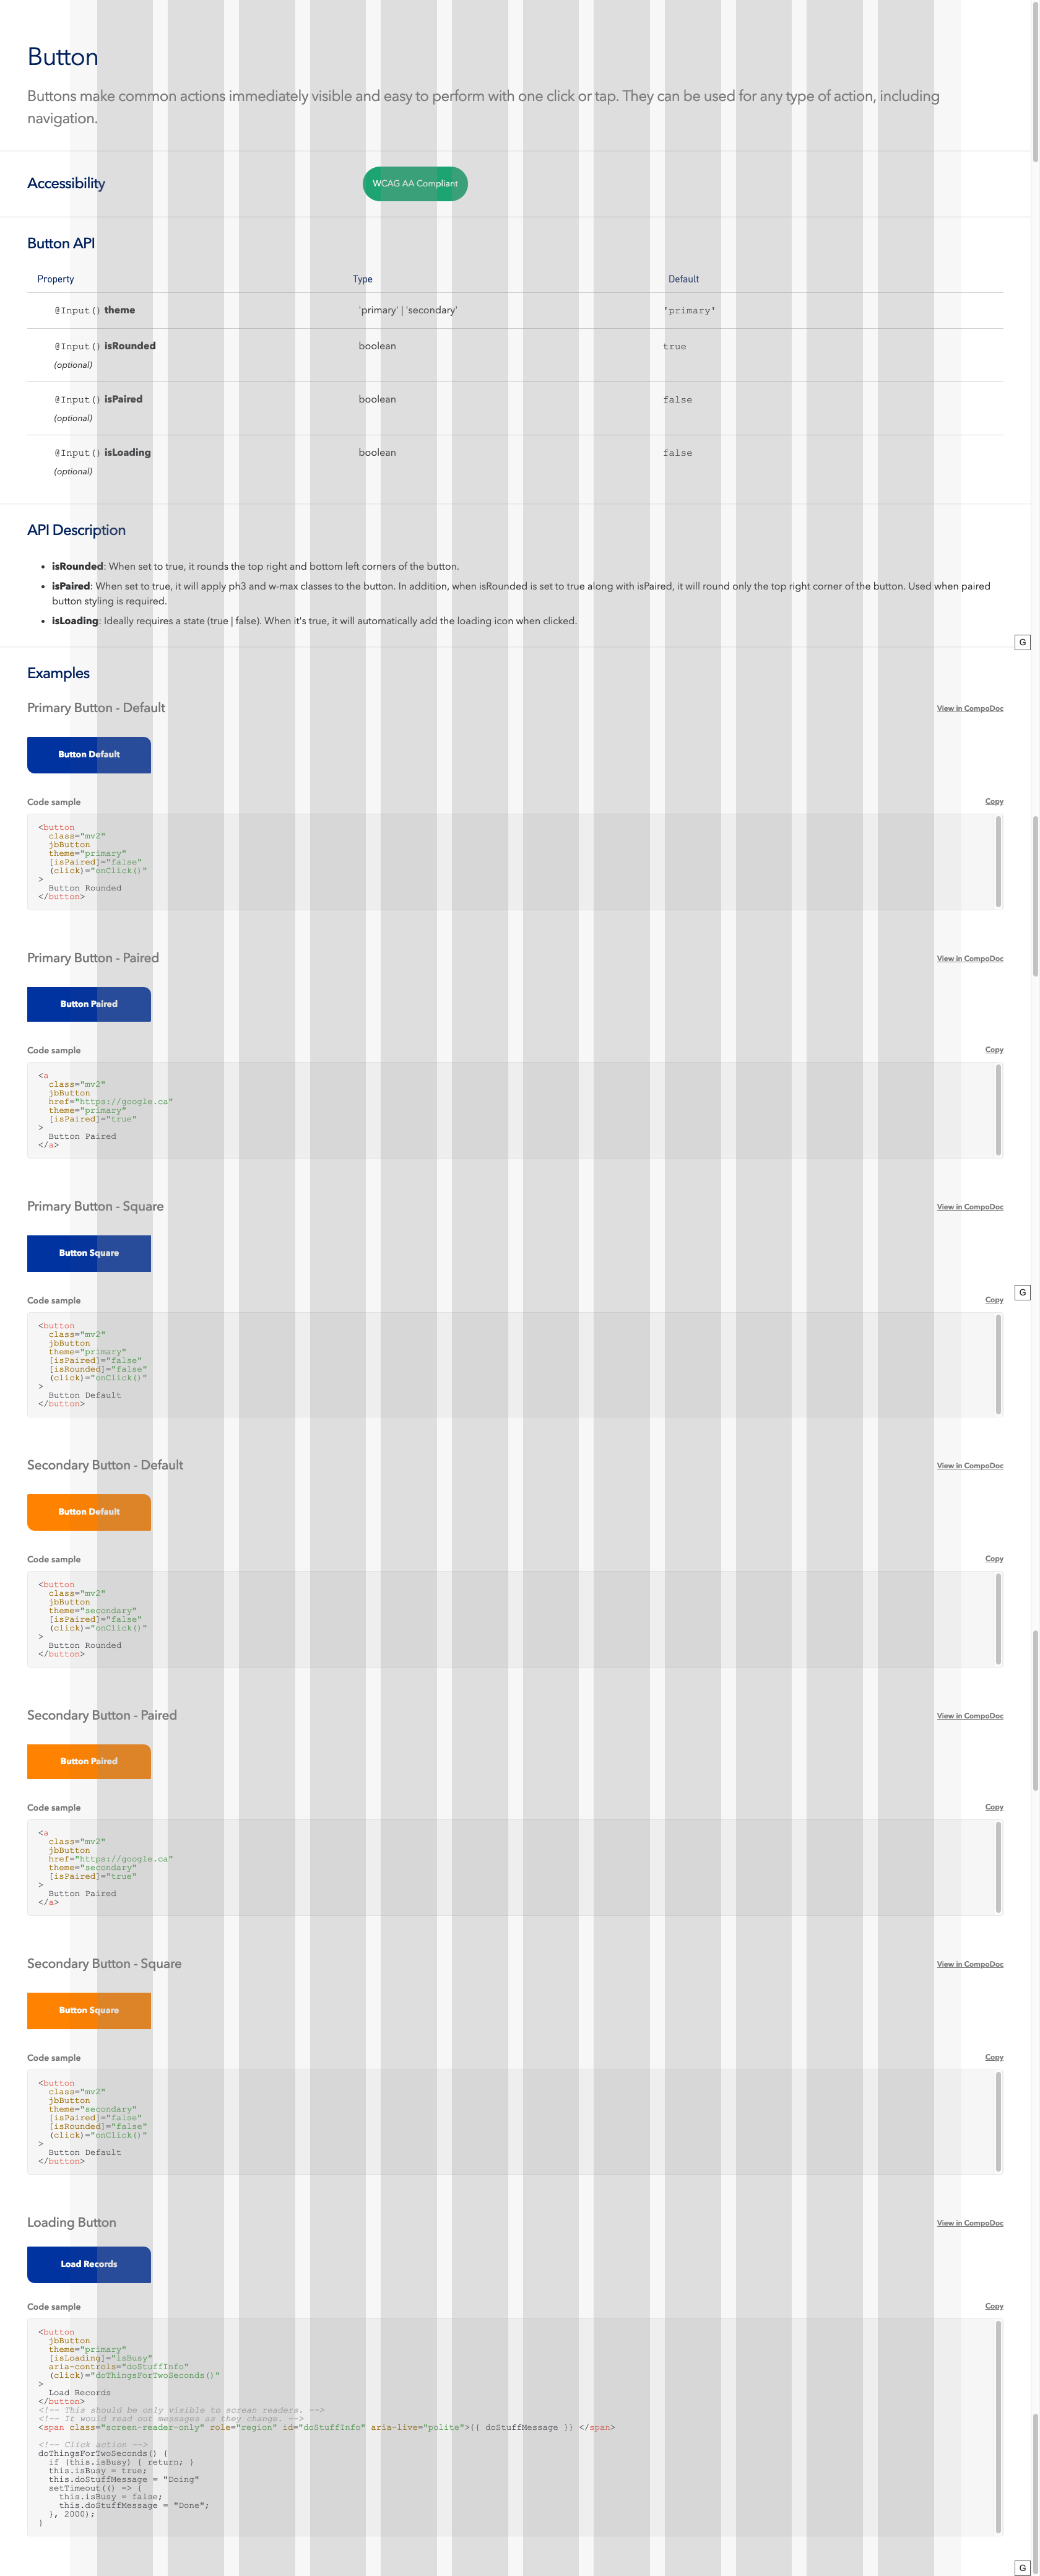 Button
Buttons make common actions immediately visible and easy to perform with one click or tap. They can be used for any type of action, including
navigation.
Accessibility
WCAG AA Compliant
Button API
Property Type Default
@Input() theme 'primary' | 'secondary' 'primary'
@Input() isRounded boolean true
(optional)
@Input() isPaired boolean false
(optional)
@Input() isLoading boolean false
(optional)
API Description
• isRounded: When set to true, it rounds the top right and bottom left corners of the button.
• isPaired: When set to true, it will apply ph3 and w-max classes to the button. In addition, when isRounded is set to true along with isPaired, it will round only the top right corner of the button. Used when paired
button styling is required.
• isLoading: Ideally requires a state (true | false). When it's true, it will automatically add the loading icon when clicked.
G
Examples
Primary Button - Default View in CompoDoc
Button Default
Code sample Copy
<button
class="mv2"
jbButton
theme="primary"
[isPaired]="false"
(click)="onClick()"
>
Button Rounded
</button>
Primary Button - Paired View in CompoDoc
Button Paired
Code sample Copy
<a
class="mv2"
jbButton
href="https://google.ca"
theme="primary"
[isPaired]="true"
>
Button Paired
</a>
Primary Button - Square View in CompoDoc
Button Square
G
Code sample Copy
<button
class="mv2"
jbButton
theme="primary"
[isPaired]="false"
[isRounded]="false"
(click)="onClick()"
>
Button Default
</button>
Secondary Button - Default View in CompoDoc
Button Default
Code sample Copy
<button
class="mv2"
jbButton
theme="secondary"
[isPaired]="false"
(click)="onClick()"
>
Button Rounded
</button>
Secondary Button - Paired View in CompoDoc
Button Paired
Code sample Copy
<a
class="mv2"
jbButton
href="https://google.ca"
theme="secondary"
[isPaired]="true"
>
Button Paired
</a>
Secondary Button - Square View in CompoDoc
Button Square
Code sample Copy
<button
class="mv2"
jbButton
theme="secondary"
[isPaired]="false"
[isRounded]="false"
(click)="onClick()"
>
Button Default
</button>
Loading Button View in CompoDoc
Load Records
Code sample Copy
<button
jbButton
theme="primary"
[isLoading]="isBusy"
aria-controls="doStuffInfo"
(click)="doThingsForTwoSeconds()"
>
Load Records
</button>
<!-- This should be only visible to screan readers. -->
<!-- It would read out messages as they change. -->
<span class="screen-reader-only" role="region" id="doStuffInfo" aria-live="polite">{{ doStuffMessage }} </span>
<!-- Click action -->
doThingsForTwoSeconds() {
if (this.isBusy) { return; }
this.isBusy = true;
this.doStuffMessage = "Doing"
setTimeout(() => {
this.isBusy = false;
this.doStuffMessage = "Done";
}, 2000);
}
G